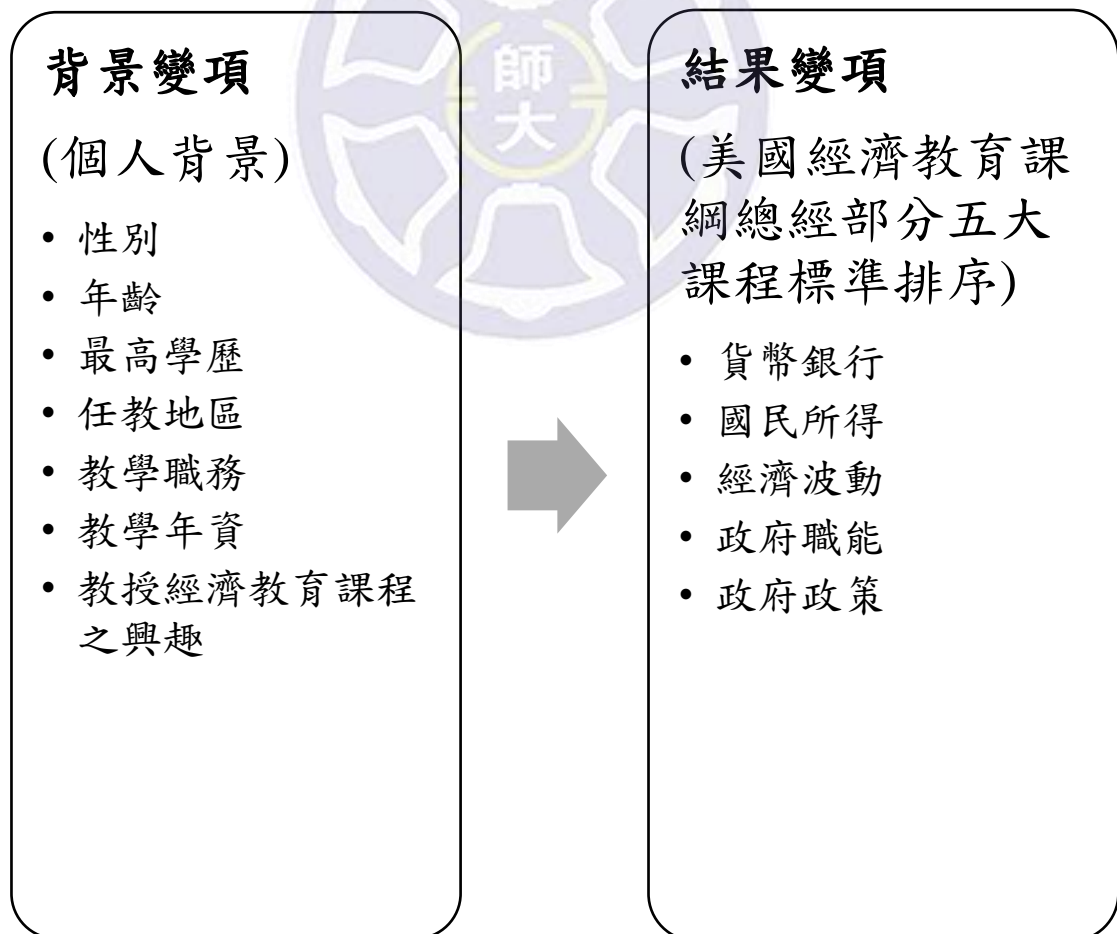 背景變項
(個人背景)
• 性別
• 年齡
• 最高學歷
• 任教地區
• 教學職務
• 教學年資
• 教授經濟教育課程
之興趣
師
大
結果變項
(美國經濟教育課
綱總經部分五大
課程標準排序)
• 貨幣銀行
• 國民所得
• 經濟波動
• 政府職能
• 政府政策